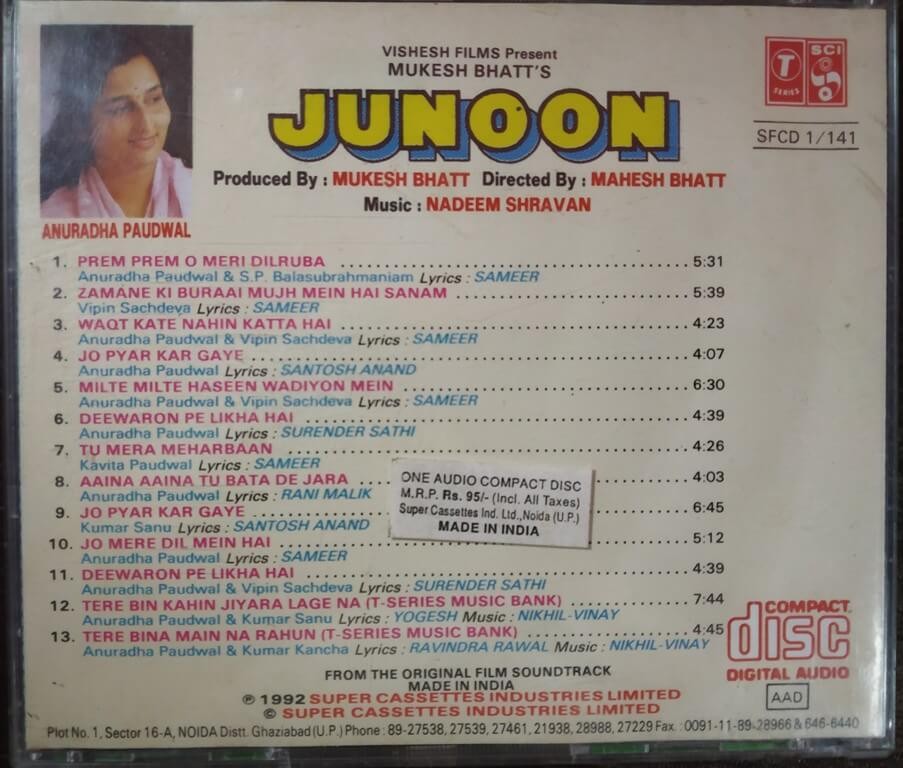 VISHESH FILMS Present
MUKESH BHATT'S
JUNOON
T SERIES
SCI
SFCD 1/141
Produced By : MUKESH BHATT Directed By : MAHESH BHATT
Music : NADEEM SHRAVAN
ANURADHA PAUDWAL
1. PREM PREM O MERI DILRUBA 5:31
Anuradha Paudwal & S.P. Balasubrahmaniam Lyrics : SAMEER
2. ZAMANE KI BURAAI MUJH MEIN HAI SANAM 5:39
Vipin Sachdeva Lyrics : SAMEER
3. WAQT KATE NAHIN KATTA HAI 4:23
Anuradha Paudwal & Vipin Sachdeva Lyrics : SAMEER
4. JO PYAR KAR GAYE 4:07
Anuradha Paudwal Lyrics : SANTOSH ANAND
5. MILTE MILTE HASEEN WADIYON MEIN 6:30
Anuradha Paudwal & Vipin Sachdeva Lyrics : SAMEER
6. DEEWARON PE LIKHA HAI 4:39
Anuradha Paudwal Lyrics : SURENDER SATHI
7. TU MERA MEHARBAAN 4:26
Kavita Paudwal Lyrics : SAMEER
8. AAINA AAINA TU BATA DE JARA 4:03
Anuradha Paudwal Lyrics : RANI MALIK
9. JO PYAR KAR GAYE 6:45
Kumar Sanu Lyrics : SANTOSH ANAND
10. JO MERE DIL MEIN HAI 5:12
Anuradha Paudwal Lyrics : SAMEER
11. DEEWARON PE LIKHA HAI 4:39
Anuradha Paudwal & Vipin Sachdeva Lyrics : SURENDER SATHI
12. TERE BIN KAHIN JIYARA LAGE NA (T-SERIES MUSIC BANK) 7:44
Anuradha Paudwal & Kumar Sanu Lyrics : YOGESH Music : NIKHIL-VINAY
13. TERE BINA MAIN NA RAHUN (T-SERIES MUSIC BANK) 4:45
Anuradha Paudwal & Kumar Kancha Lyrics : RAVINDRA RAWAL Music : NIKHIL-VINAY
ONE AUDIO COMPACT DISC
M.R.P. Rs. 95/- (Incl. All Taxes)
Super Cassettes Ind. Ltd., Noida (U.P.)
MADE IN INDIA
COMPACT
disc
DIGITAL AUDIO
AAD
FROM THE ORIGINAL FILM SOUNDTRACK
MADE IN INDIA
℗ 1992 SUPER CASSETTES INDUSTRIES LIMITED
© SUPER CASSETTES INDUSTRIES LIMITED
Plot No. 1, Sector 16-A, NOIDA Distt. Ghaziabad (U.P.) Phone : 89-27538, 27539, 27461, 21938, 28988, 27229 Fax : 0091-11-89-28966 & 646-6440